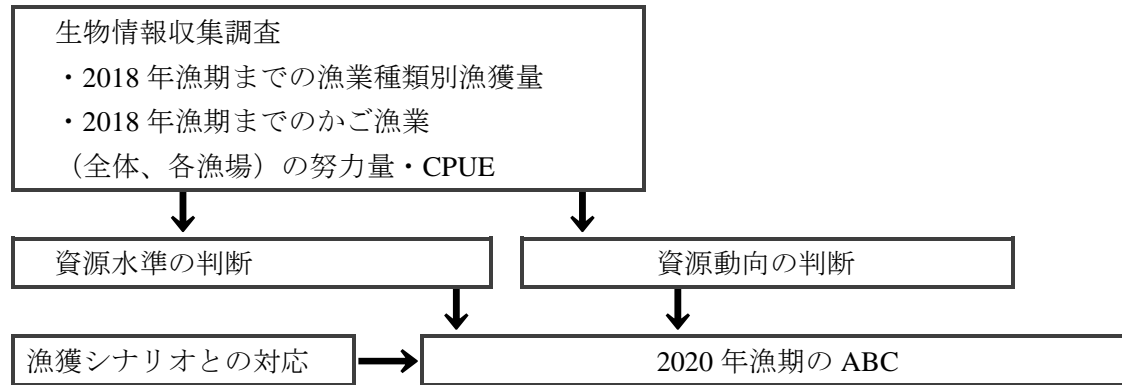 生物情報収集調査
・2018 年漁期までの漁業種類別漁獲量
・2018 年漁期までのかご漁業
（全体、各漁場）の努力量・CPUE
資源水準の判断
資源動向の判断
漁獲シナリオとの対応
2020 年漁期の ABC